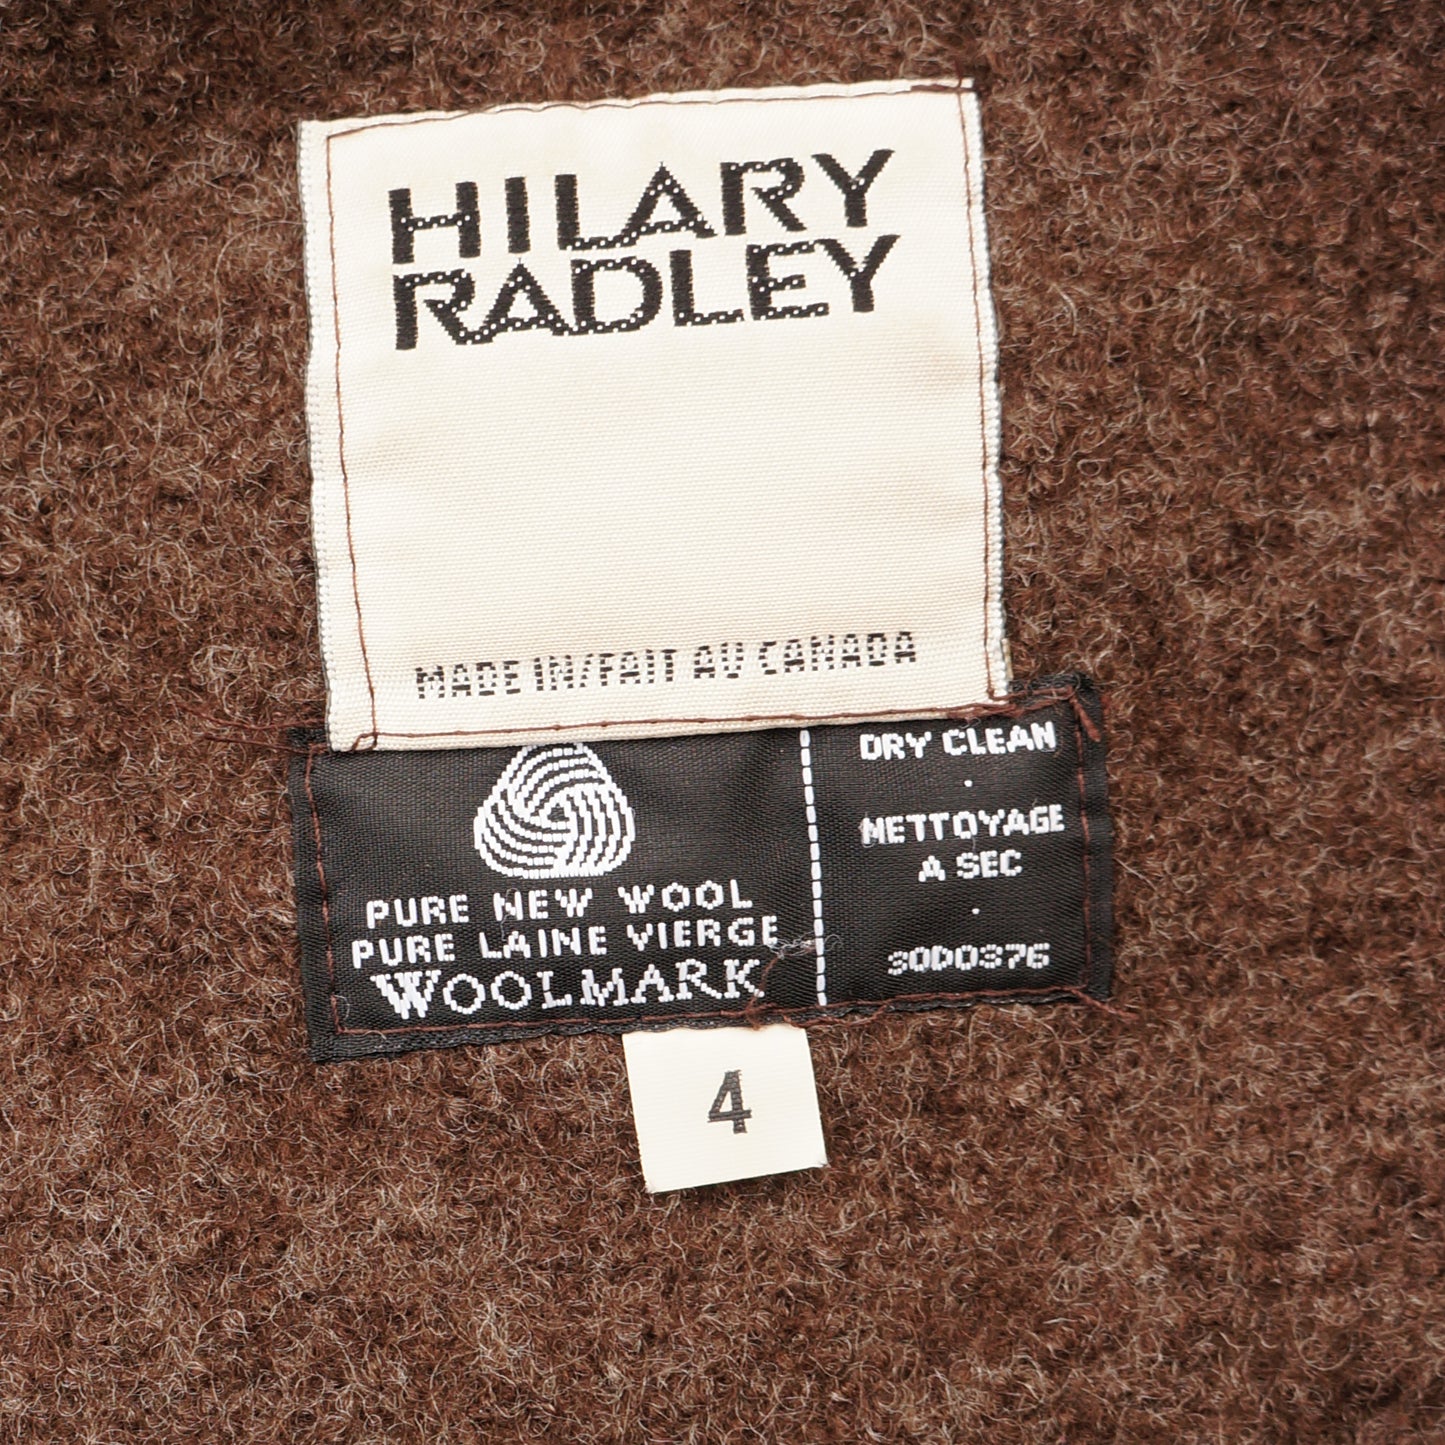 HILARY
RADLEY
MADE IN/FAIT AU CANADA
DRY CLEAN
.
NETTOYAGE
A SEC
.
PURE NEW WOOL
PURE LAINE VIERGE
WOOLMARK
4